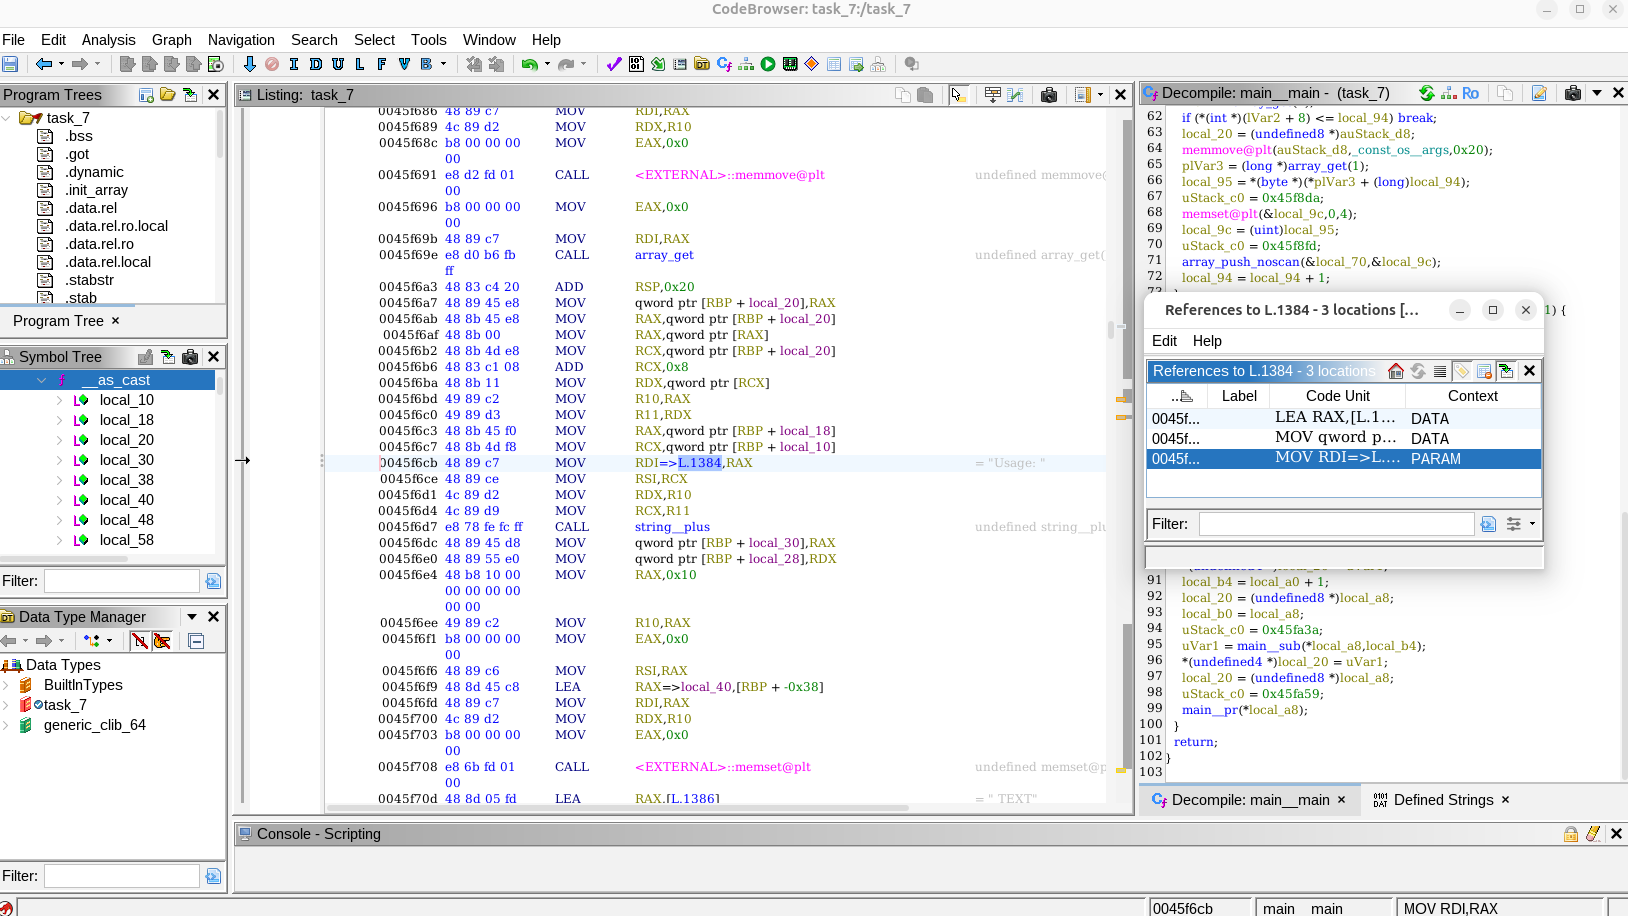 CodeBrowser: task_7:/task_7
File Edit Analysis Graph Navigation Search Select Tools Window Help
I D U L F V B
Program Trees
task_7
.bss
.got
.dynamic
.init_array
.data.rel
.data.rel.ro.local
.data.rel.ro
.data.rel.local
.stabstr
.stab
Program Tree ×
Symbol Tree
f __as_cast
local_10
local_18
local_20
local_30
local_38
local_40
local_48
local_58
Filter:
Data Type Manager
Data Types
BuiltInTypes
task_7
generic_clib_64
Filter:
Listing: task_7
0045f686 48 89 c7 MOV RDI,RAX
0045f689 4c 89 d2 MOV RDX,R10
0045f68c b8 00 00 00 MOV EAX,0x0
00
0045f691 e8 d2 fd 01 CALL <EXTERNAL>::memmove@plt undefined memmove@
00
0045f696 b8 00 00 00 MOV EAX,0x0
00
0045f69b 48 89 c7 MOV RDI,RAX
0045f69e e8 d0 b6 fb CALL array_get undefined array_get(
ff
0045f6a3 48 83 c4 20 ADD RSP,0x20
0045f6a7 48 89 45 e8 MOV qword ptr [RBP + local_20],RAX
0045f6ab 48 8b 45 e8 MOV RAX,qword ptr [RBP + local_20]
0045f6af 48 8b 00 MOV RAX,qword ptr [RAX]
0045f6b2 48 8b 4d e8 MOV RCX,qword ptr [RBP + local_20]
0045f6b6 48 83 c1 08 ADD RCX,0x8
0045f6ba 48 8b 11 MOV RDX,qword ptr [RCX]
0045f6bd 49 89 c2 MOV R10,RAX
0045f6c0 49 89 d3 MOV R11,RDX
0045f6c3 48 8b 45 f0 MOV RAX,qword ptr [RBP + local_18]
0045f6c7 48 8b 4d f8 MOV RCX,qword ptr [RBP + local_10]
0045f6cb 48 89 c7 MOV RDI=>L.1384,RAX = "Usage: "
0045f6ce 48 89 ce MOV RSI,RCX
0045f6d1 4c 89 d2 MOV RDX,R10
0045f6d4 4c 89 d9 MOV RCX,R11
0045f6d7 e8 78 fe fc ff CALL string__plus undefined string__plu
0045f6dc 48 89 45 d8 MOV qword ptr [RBP + local_30],RAX
0045f6e0 48 89 55 e0 MOV qword ptr [RBP + local_28],RDX
0045f6e4 48 b8 10 00 MOV RAX,0x10
00 00 00 00
00 00
0045f6ee 49 89 c2 MOV R10,RAX
0045f6f1 b8 00 00 00 MOV EAX,0x0
00
0045f6f6 48 89 c6 MOV RSI,RAX
0045f6f9 48 8d 45 c8 LEA RAX=>local_40,[RBP + -0x38]
0045f6fd 48 89 c7 MOV RDI,RAX
0045f700 4c 89 d2 MOV RDX,R10
0045f703 b8 00 00 00 MOV EAX,0x0
00
0045f708 e8 6b fd 01 CALL <EXTERNAL>::memset@plt undefined memset@p
00
0045f70d 48 8d 05 fd LEA RAX,[L.1386] = " TEXT"
Decompile: main__main - (task_7)
Ro
62 if (*(int *)(lVar2 + 8) <= local_94) break;
63 local_20 = (undefined8 *)auStack_d8;
64 memmove@plt(auStack_d8,_const_os__args,0x20);
65 plVar3 = (long *)array_get(1);
66 local_95 = *(byte *)(*plVar3 + (long)local_94);
67 uStack_c0 = 0x45f8da;
68 memset@plt(&local_9c,0,4);
69 local_9c = (uint)local_95;
70 uStack_c0 = 0x45f8fd;
71 array_push_noscan(&local_70,&local_9c);
72 local_94 = local_94 + 1;
1) {
References to L.1384 - 3 locations [...
Edit Help
References to L.1384 - 3 locations
.. Label Code Unit Context
0045f... LEA RAX,[L.1... DATA
0045f... MOV qword p... DATA
0045f... MOV RDI=>L.... PARAM
Filter:
91 local_b4 = local_a0 + 1;
92 local_20 = (undefined8 *)local_a8;
93 local_b0 = local_a8;
94 uStack_c0 = 0x45fa3a;
95 uVar1 = main__sub(*local_a8,local_b4);
96 *(undefined4 *)local_20 = uVar1;
97 local_20 = (undefined8 *)local_a8;
98 uStack_c0 = 0x45fa59;
99 main__pr(*local_a8);
100 }
101 return;
102 }
103
Decompile: main__main × Defined Strings ×
Console - Scripting
0045f6cb main__main MOV RDI,RAX